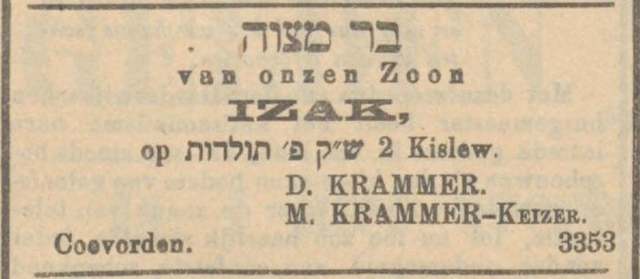 בר מצוה
van onzen Zoon
IZAK,
op ש״ק פ׳ תולדות 2 Kislew.
D. KRAMMER.
M. KRAMMER-KEIZER.
Coevorden. 3353